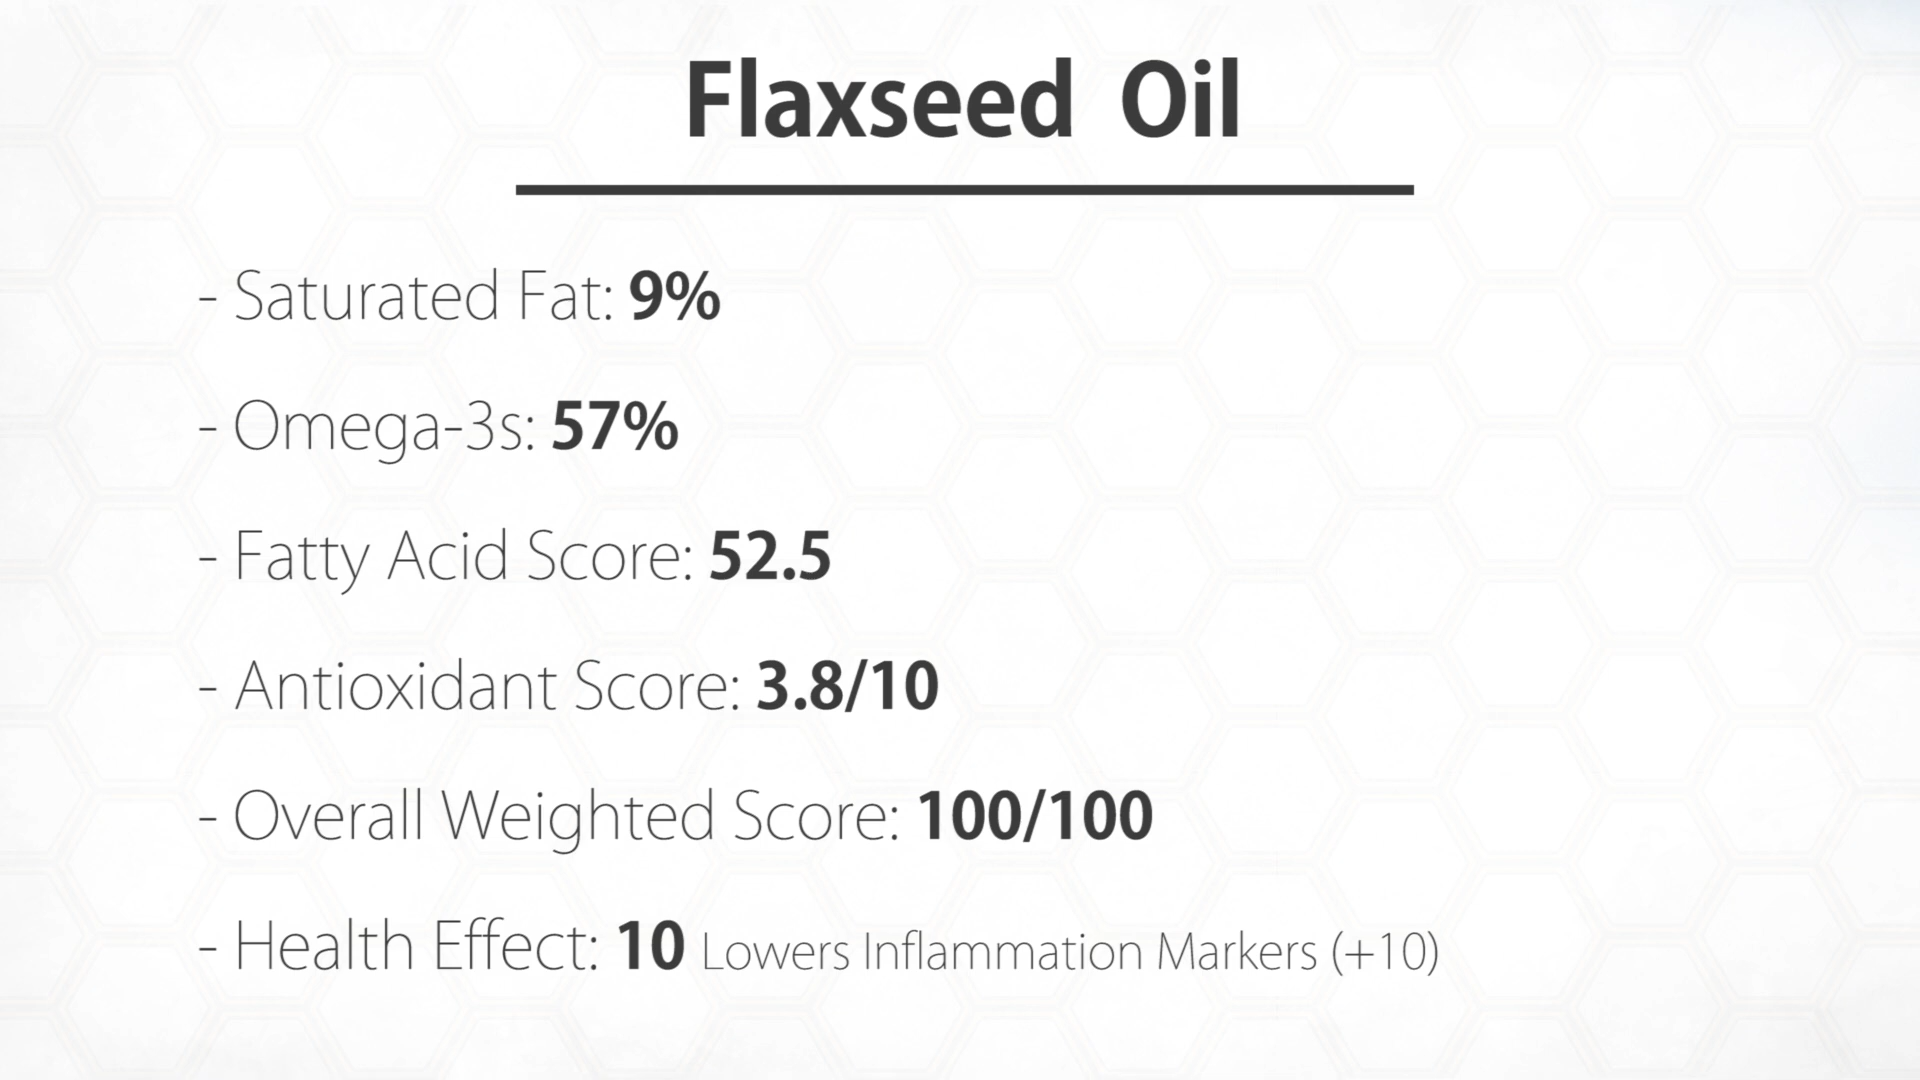 Flaxseed Oil
- Saturated Fat: 9%
- Omega-3s: 57%
- Fatty Acid Score: 52.5
- Antioxidant Score: 3.8/10
- Overall Weighted Score: 100/100
- Health Effect: 10 Lowers Inflammation Markers (+10)